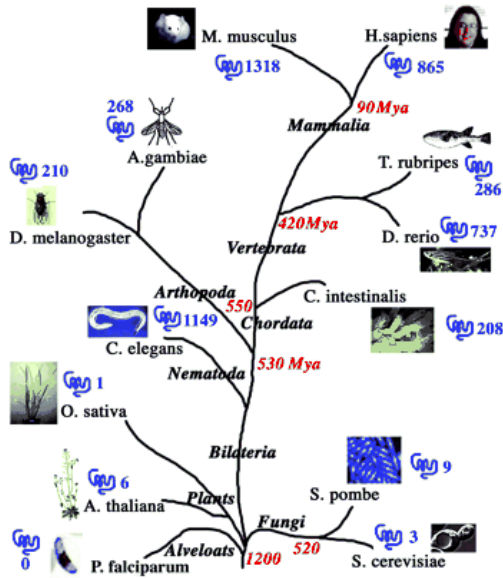 M. musculus
H.sapiens
1318
865
90Mya
Mammalia
268
A.gambiae
T. rubripes
286
210
D. melanogaster
420Mya
D. rerio
737
Vertebrata
Arthopoda
550
C. intestinalis
Chordata
208
1149
C. elegans
530 Mya
Nematoda
1
O. sativa
Bilateria
9
6
Plants
S. pombe
A. thaliana
Fungi
3
520
0
P. falciparum
Alveloats
1200
S. cerevisiae